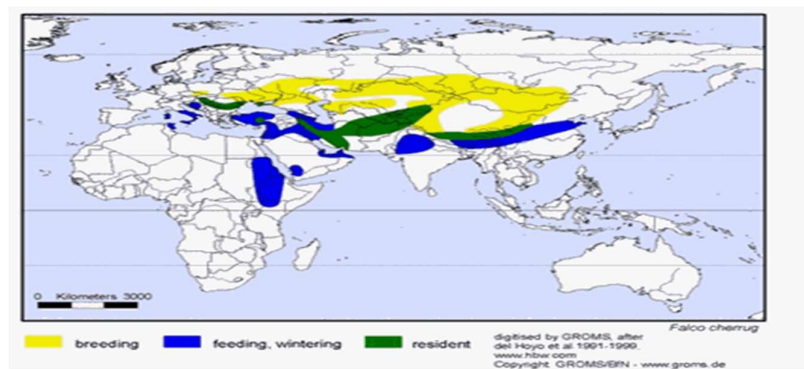 0 Kilometers 3000
Falco cherrug
breeding
feeding, wintering
resident
digitised by GROMS, after
del Hoyo et al.1991-1999,
www.hbw.com
Copyright GROMS/BfN - www.groms.de